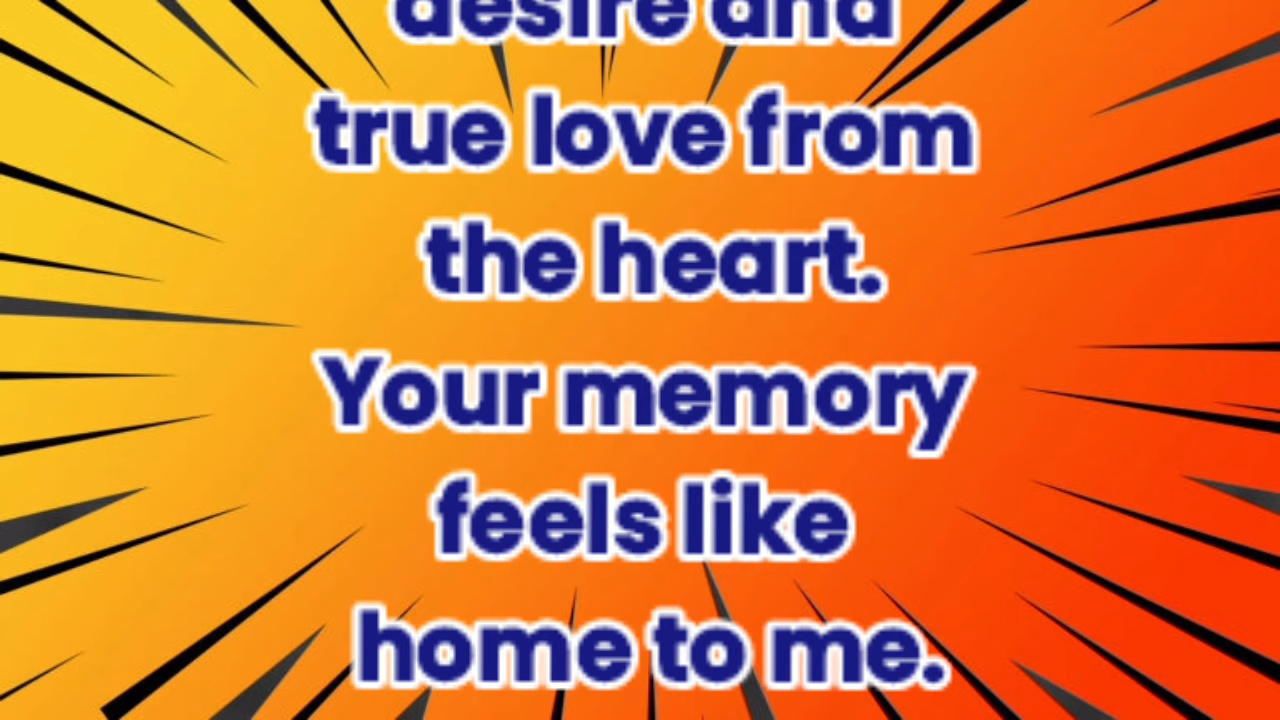 desire and
true love from
the heart.
Your memory
feels like
home to me.